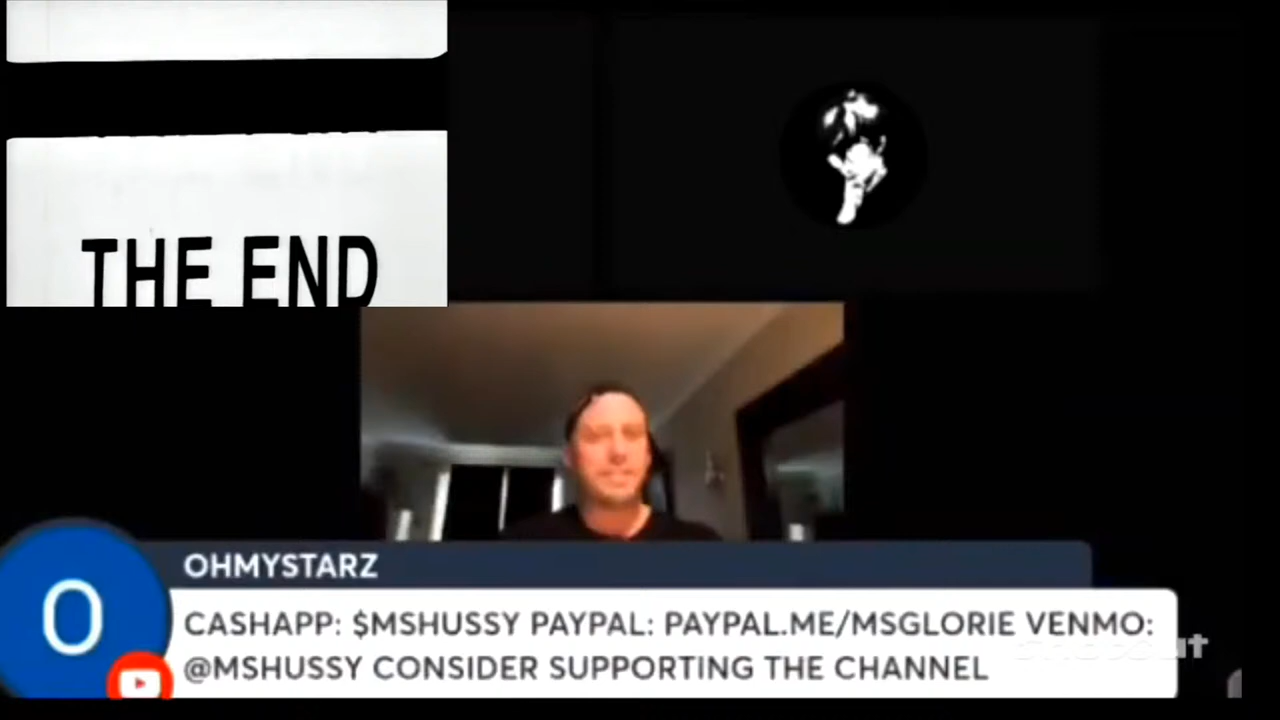 THE END
OHMYSTARZ
O
CASHAPP: $MSHUSSY PAYPAL: PAYPAL.ME/MSGLORIE VENMO:
@MSHUSSY CONSIDER SUPPORTING THE CHANNEL